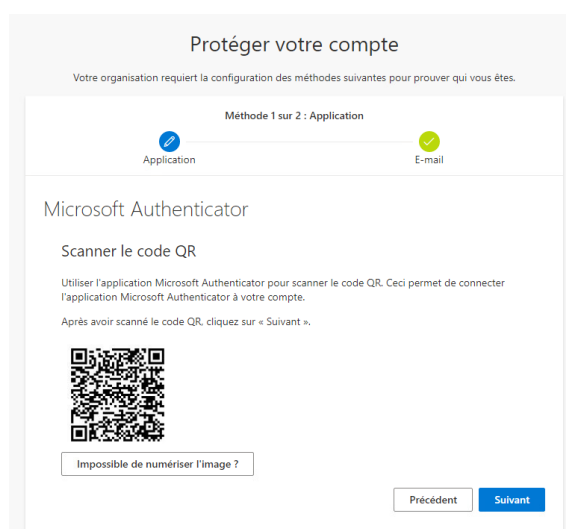 Protéger votre compte
Votre organisation requiert la configuration des méthodes suivantes pour prouver qui vous êtes.
Méthode 1 sur 2 : Application
Application
E-mail
Microsoft Authenticator
Scanner le code QR
Utiliser l'application Microsoft Authenticator pour scanner le code QR. Ceci permet de connecter
l'application Microsoft Authenticator à votre compte.
Après avoir scanné le code QR, cliquez sur « Suivant ».
Impossible de numériser l'image ?
Précédent
Suivant